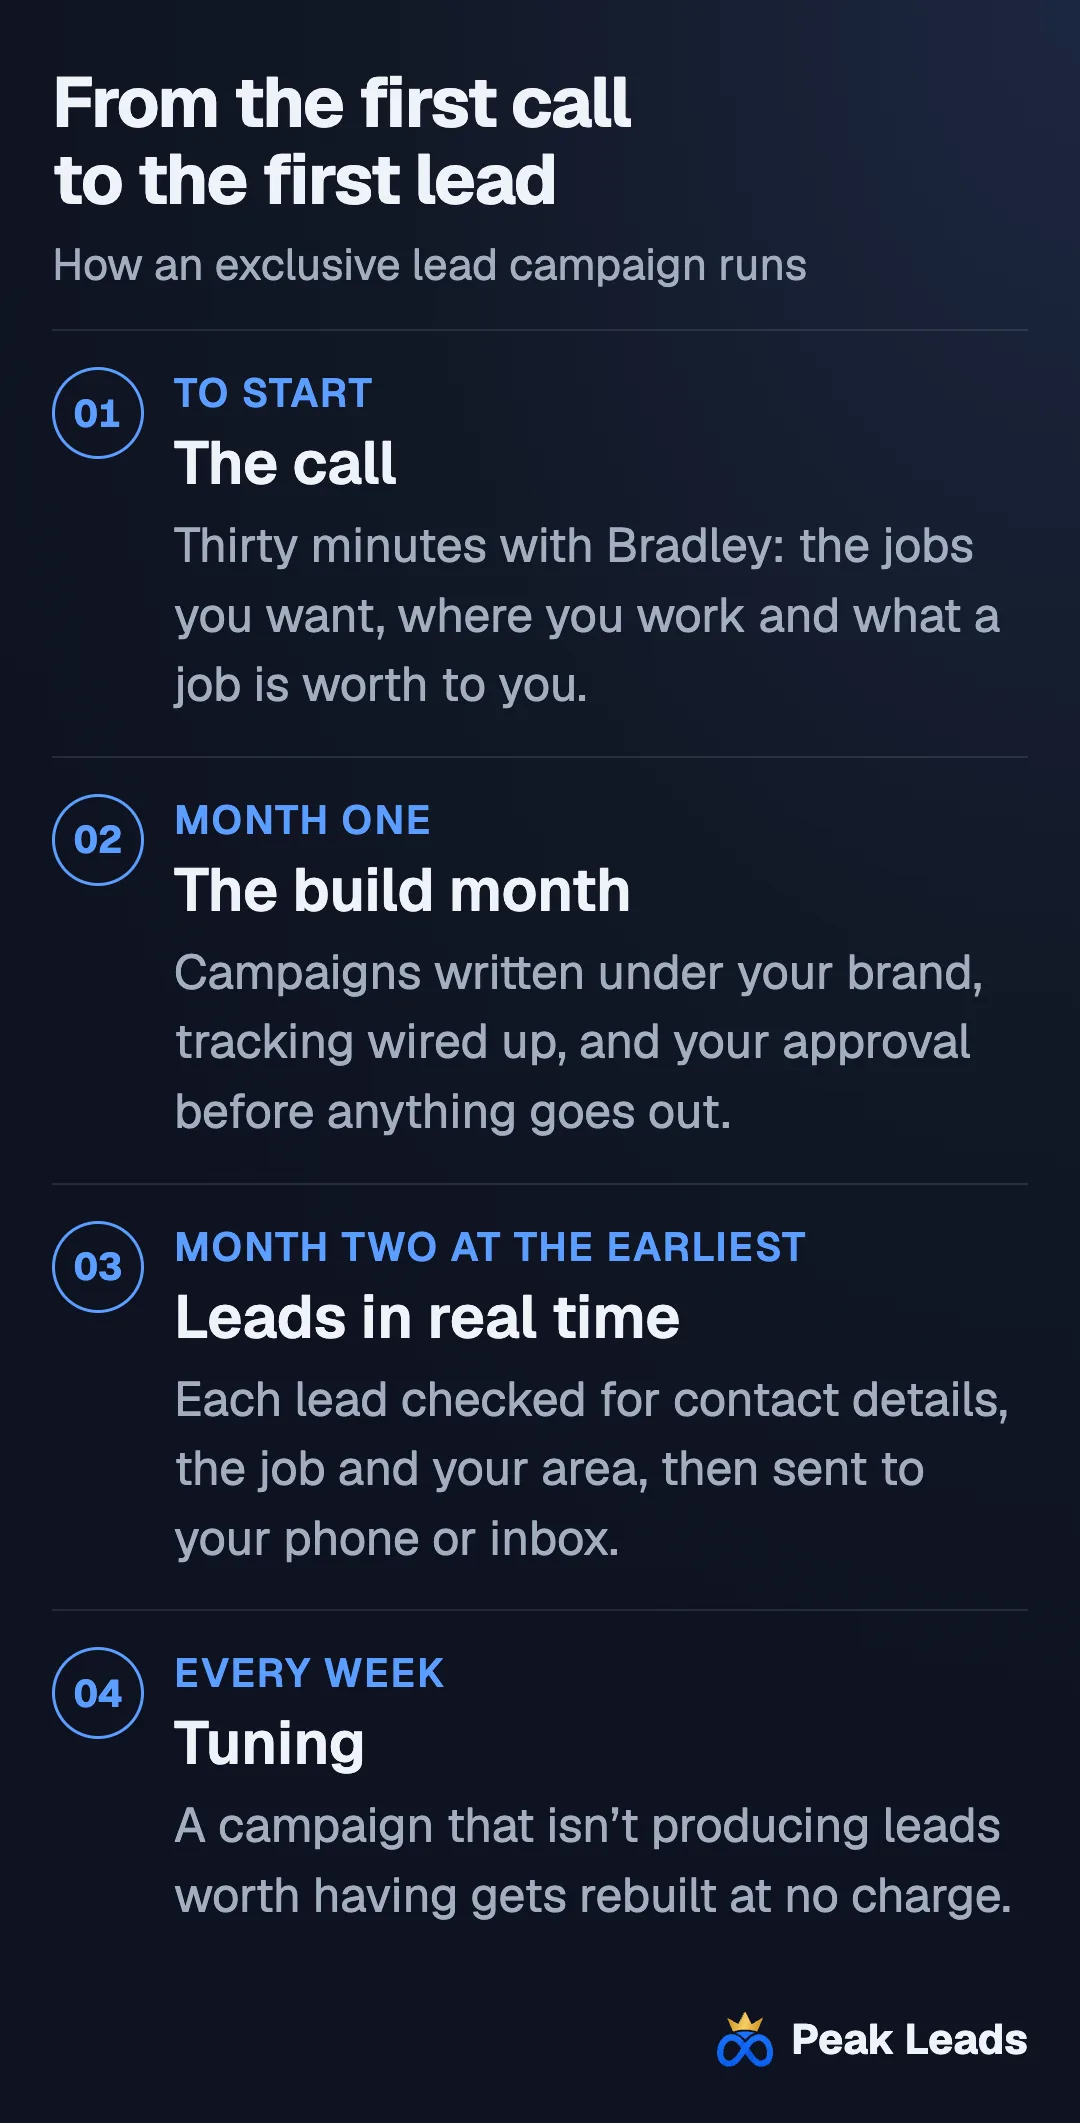 From the first call
to the first lead
How an exclusive lead campaign runs
01
TO START
The call
Thirty minutes with Bradley: the jobs
you want, where you work and what a
job is worth to you.
02
MONTH ONE
The build month
Campaigns written under your brand,
tracking wired up, and your approval
before anything goes out.
03
MONTH TWO AT THE EARLIEST
Leads in real time
Each lead checked for contact details,
the job and your area, then sent to
your phone or inbox.
04
EVERY WEEK
Tuning
A campaign that isn’t producing leads
worth having gets rebuilt at no charge.
Peak Leads